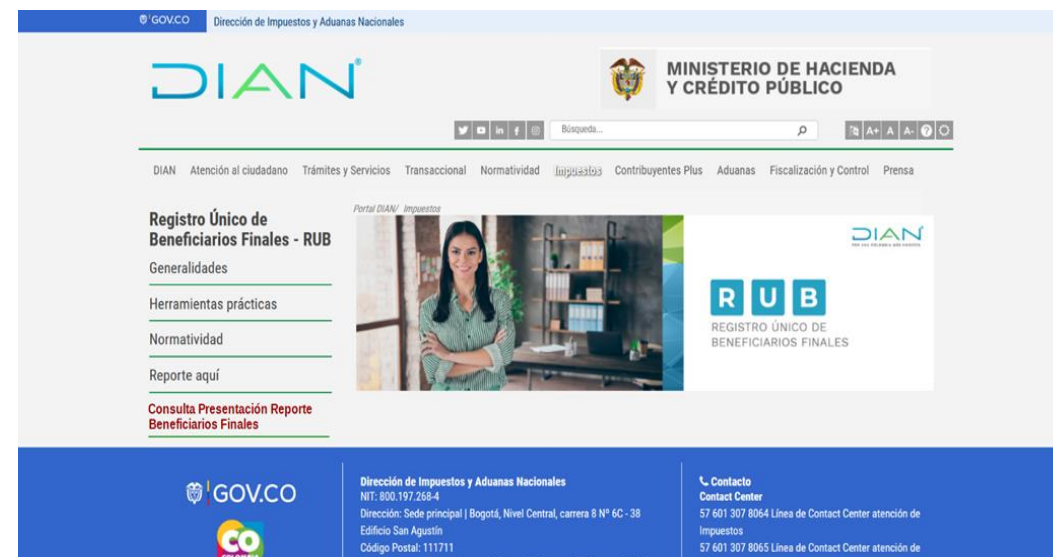 GOV.CO
Dirección de Impuestos y Aduanas Nacionales
DIAN
MINISTERIO DE HACIENDA
Y CRÉDITO PÚBLICO
Búsqueda...
A+ A A- ?
DIAN Atención al ciudadano Trámites y Servicios Transaccional Normatividad Impuestos Contribuyentes Plus Aduanas Fiscalización y Control Prensa
Portal DIAN/ Impuestos
Registro Único de
Beneficiarios Finales - RUB
Generalidades
Herramientas prácticas
Normatividad
Reporte aquí
Consulta Presentación Reporte
Beneficiarios Finales
DIAN
RUB
REGISTRO ÚNICO DE
BENEFICIARIOS FINALES
GOV.CO
CO
Dirección de Impuestos y Aduanas Nacionales
NIT: 800.197.268-4
Dirección: Sede principal | Bogotá, Nivel Central, carrera 8 Nº 6C - 38
Edificio San Agustín
Código Postal: 111711
Contacto
Contact Center
57 601 307 8064 Línea de Contact Center atención de
Impuestos
57 601 307 8065 Línea de Contact Center atención de